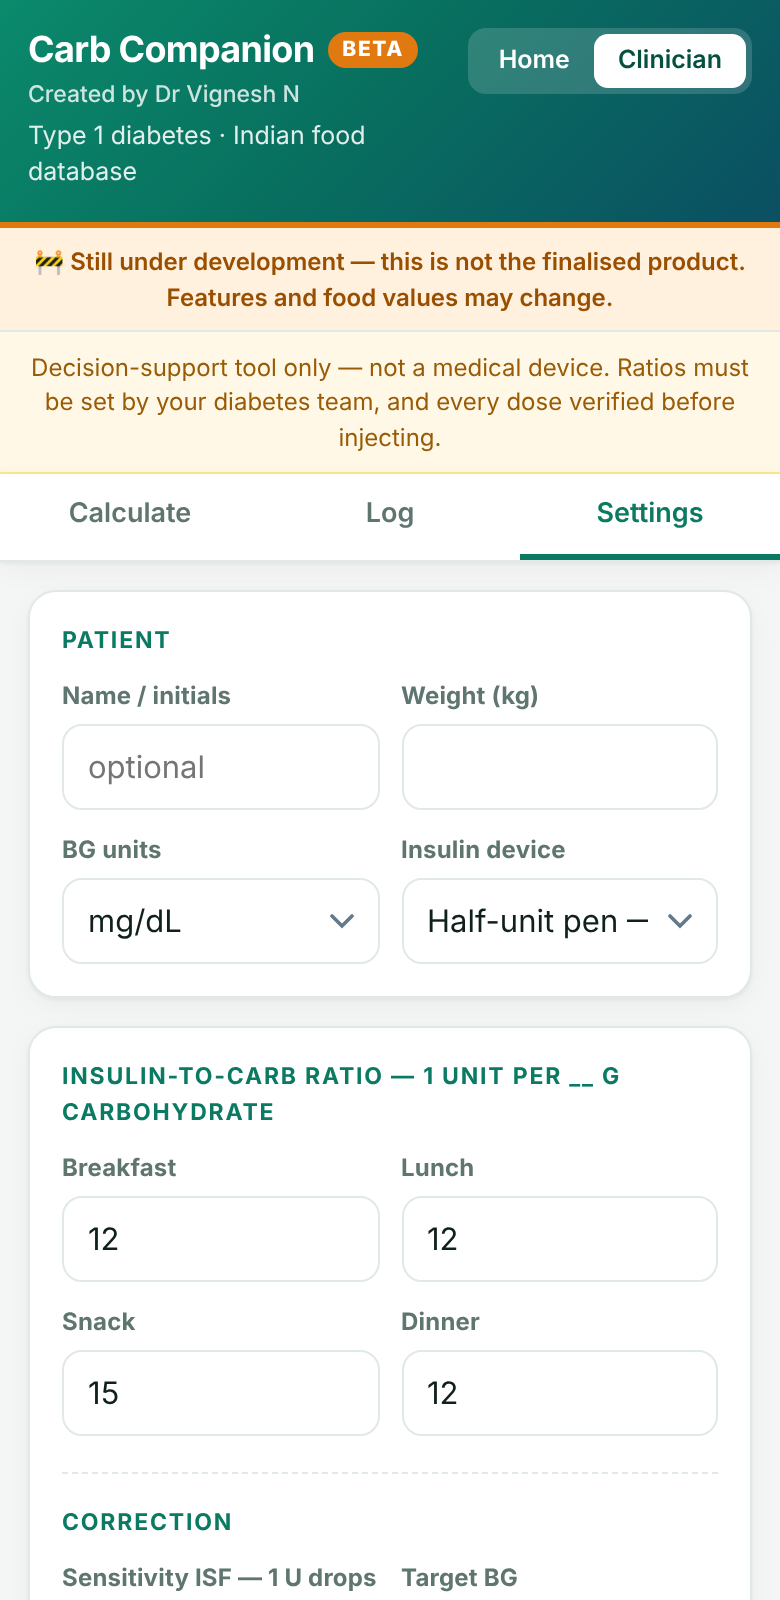 Carb Companion BETA
Home Clinician
Created by Dr Vignesh N
Type 1 diabetes · Indian food
database
🚧 Still under development — this is not the finalised product.
Features and food values may change.
Decision-support tool only — not a medical device. Ratios must
be set by your diabetes team, and every dose verified before
injecting.
Calculate Log Settings
PATIENT
Name / initials Weight (kg)
optional
BG units Insulin device
mg/dL Half-unit pen —
INSULIN-TO-CARB RATIO — 1 UNIT PER __ G
CARBOHYDRATE
Breakfast Lunch
12 12
Snack Dinner
15 12
CORRECTION
Sensitivity ISF — 1 U drops Target BG